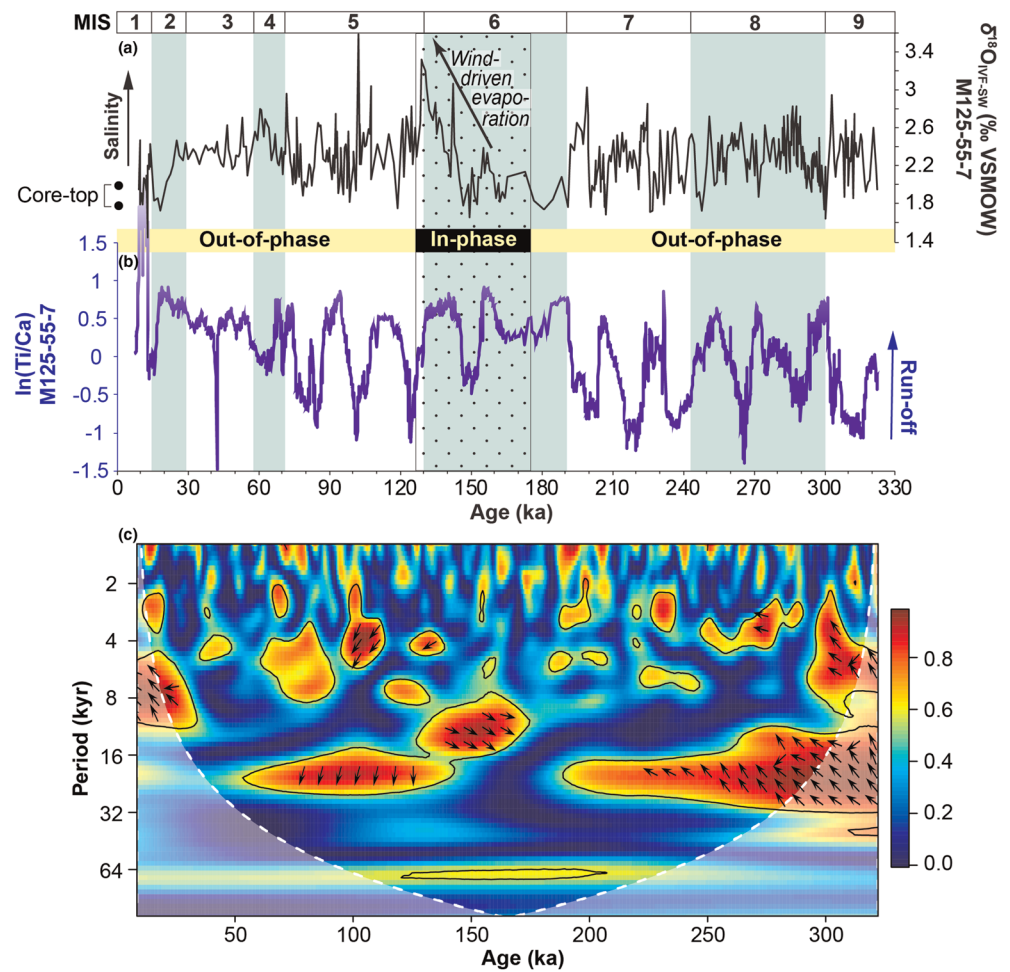 MIS 1 2 3 4 5 6 7 8 9
(a)
Salinity
Core-top
Wind-
driven
evapo-
ration
3.4
3
2.6
2.2
1.8
1.4
δ18OIVF-SW (‰ VSMOW)
M125-55-7
Out-of-phase In-phase Out-of-phase
(b)
1.5
1
0.5
0
-0.5
-1
-1.5
ln(Ti/Ca)
M125-55-7
Run-off
0 30 60 90 120 150 180 210 240 270 300 330
Age (ka)
(c)
2
4
8
16
32
64
Period (kyr)
0.8
0.6
0.4
0.2
0.0
50 100 150 200 250 300
Age (ka)